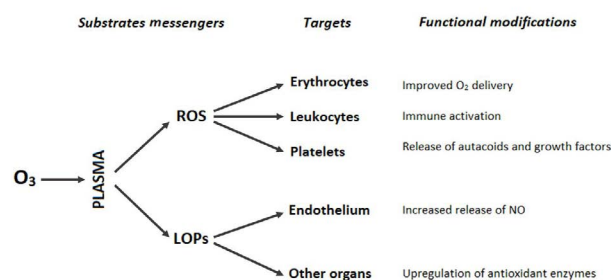 Substrates messengers Targets Functional modifications
Erythrocytes Improved O₂ delivery
ROS Leukocytes Immune activation
Platelets Release of autacoids and growth factors
O₃ PLASMA
Endothelium Increased release of NO
LOPs
Other organs Upregulation of antioxidant enzymes